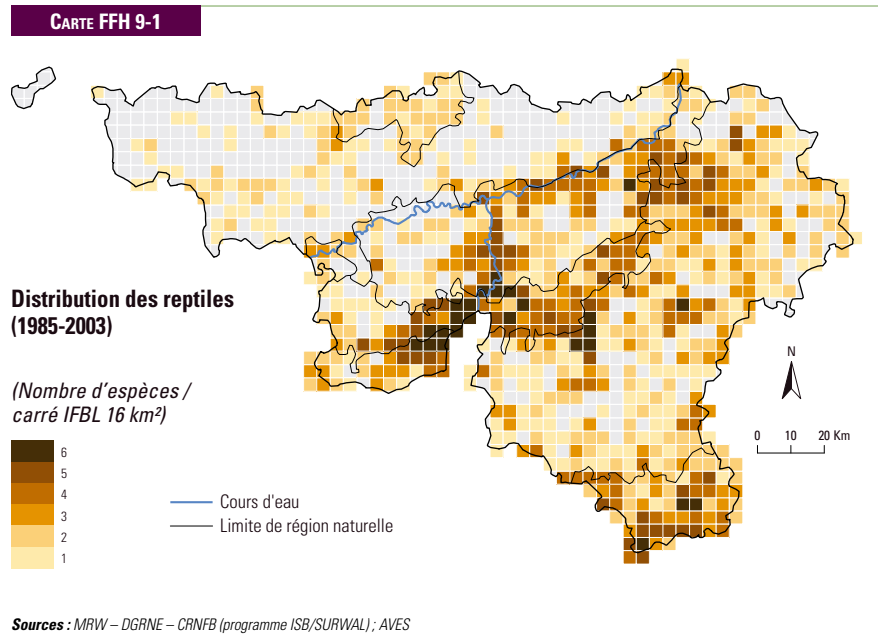 CARTE FFH 9-1
Distribution des reptiles
(1985-2003)
(Nombre d'espèces /
carré IFBL 16 km²)
6
5
4
3
2
1
Cours d'eau
Limite de région naturelle
N
0 10 20 Km
Sources : MRW – DGRNE – CRNFB (programme ISB/SURWAL) ; AVES